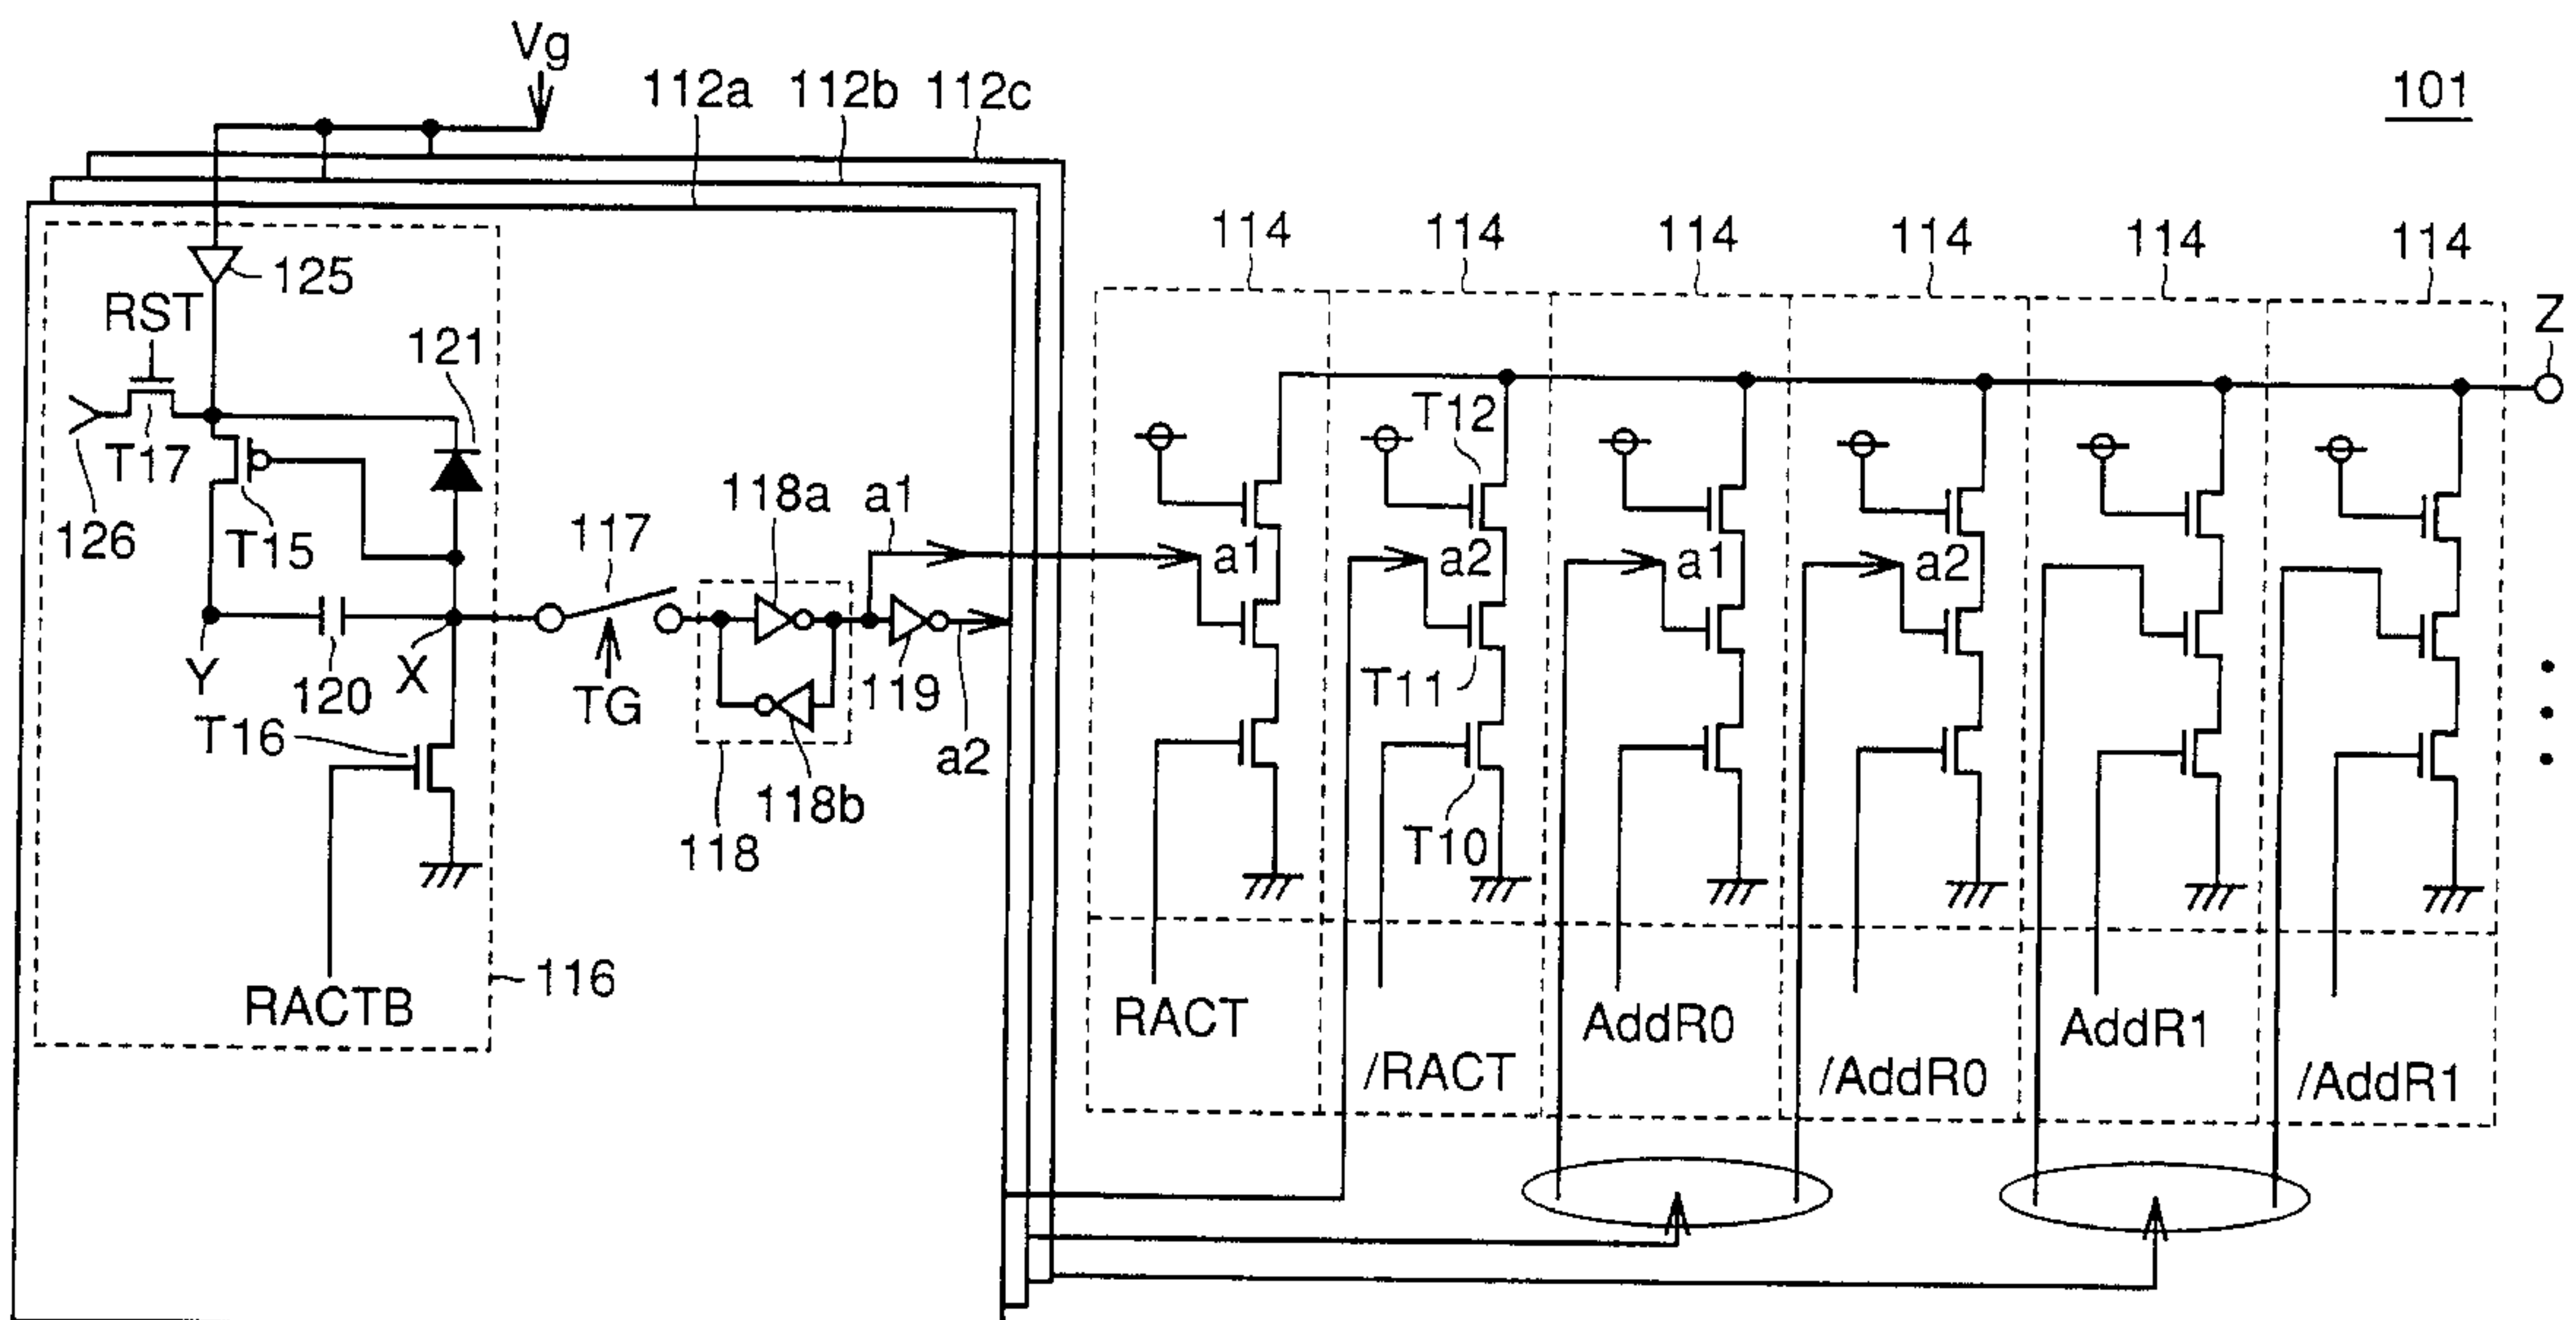 Vg
112a 112b 112c
101
114 114 114 114 114 114
125
RST
121
Z
T17
T12
126
T15
117
118a
a1
a1 a2 a1 a2
Y
120
X
TG
119
T11
T16
118b
a2
118
T10
116
RACTB
RACT
/RACT
AddR0
/AddR0
AddR1
/AddR1